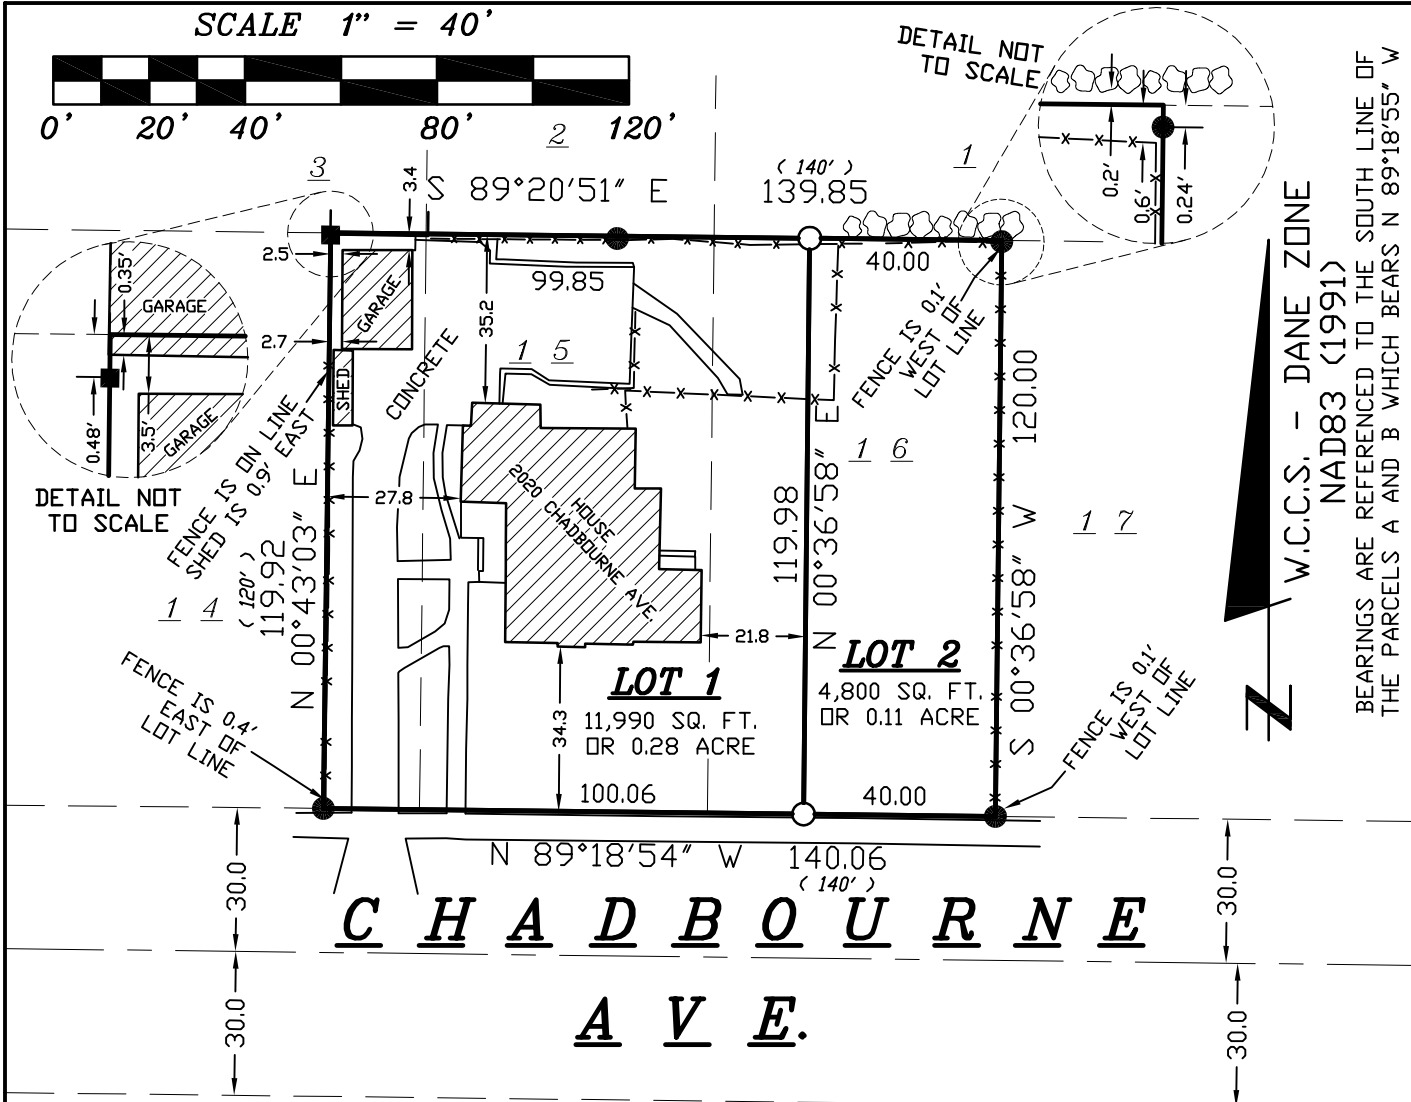 SCALE 1" = 40'
0' 20' 40' 80' 120'
DETAIL NOT
TO SCALE
0.2'
0.6'
0.24'
3
2
1
3.4
S 89°20'51" E
( 140' )
139.85
2.5
2.7
GARAGE
99.85
40.00
35.2
CONCRETE
SHED
1 5
FENCE IS 0.1'
WEST OF
LOT LINE
0.35'
GARAGE
0.48'
3.5'
GARAGE
DETAIL NOT
TO SCALE
FENCE IS ON LINE
SHED IS 0.9' EAST
27.8
HOUSE
2020
CHADBOURNE AVE.
1 4
( 120' )
119.92
N 00°43'03" E
119.98
N 00°36'58" E
1 6
S 00°36'58" W 120.00
1 7
21.8
34.3
LOT 1
11,990 SQ. FT.
OR 0.28 ACRE
LOT 2
4,800 SQ. FT.
OR 0.11 ACRE
FENCE IS 0.4'
EAST OF
LOT LINE
FENCE IS 0.1'
WEST OF
LOT LINE
100.06
40.00
N 89°18'54" W
140.06
( 140' )
30.0
30.0
30.0
30.0
CHADBOURNE
AVE.
N
W.C.C.S. - DANE ZONE
NAD83 (1991)
BEARINGS ARE REFERENCED TO THE SOUTH LINE OF
THE PARCELS A AND B WHICH BEARS N 89°18'55" W